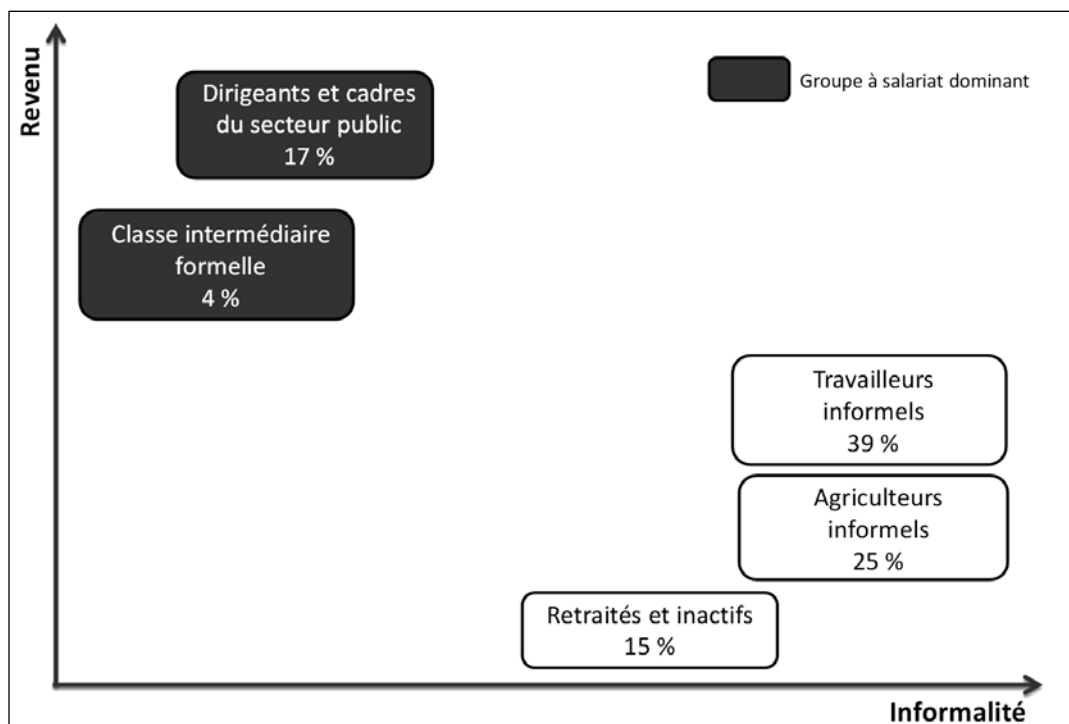 Revenu
Dirigeants et cadres
du secteur public
17 %
Groupe à salariat dominant
Classe intermédiaire
formelle
4 %
Travailleurs
informels
39 %
Agriculteurs
informels
25 %
Retraités et inactifs
15 %
Informalité